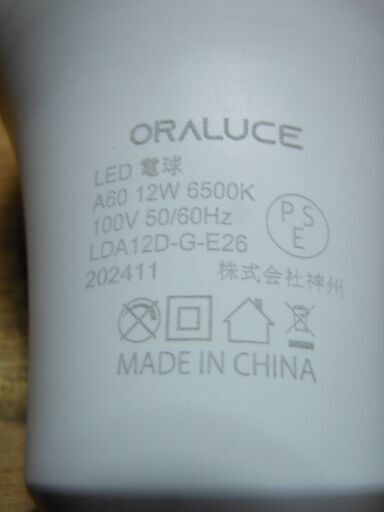 ORALUCE
LED 電球
A60 12W 6500K
100V 50/60Hz
LDA12D-G-E26
PSE
202411 株式会社神州
MADE IN CHINA